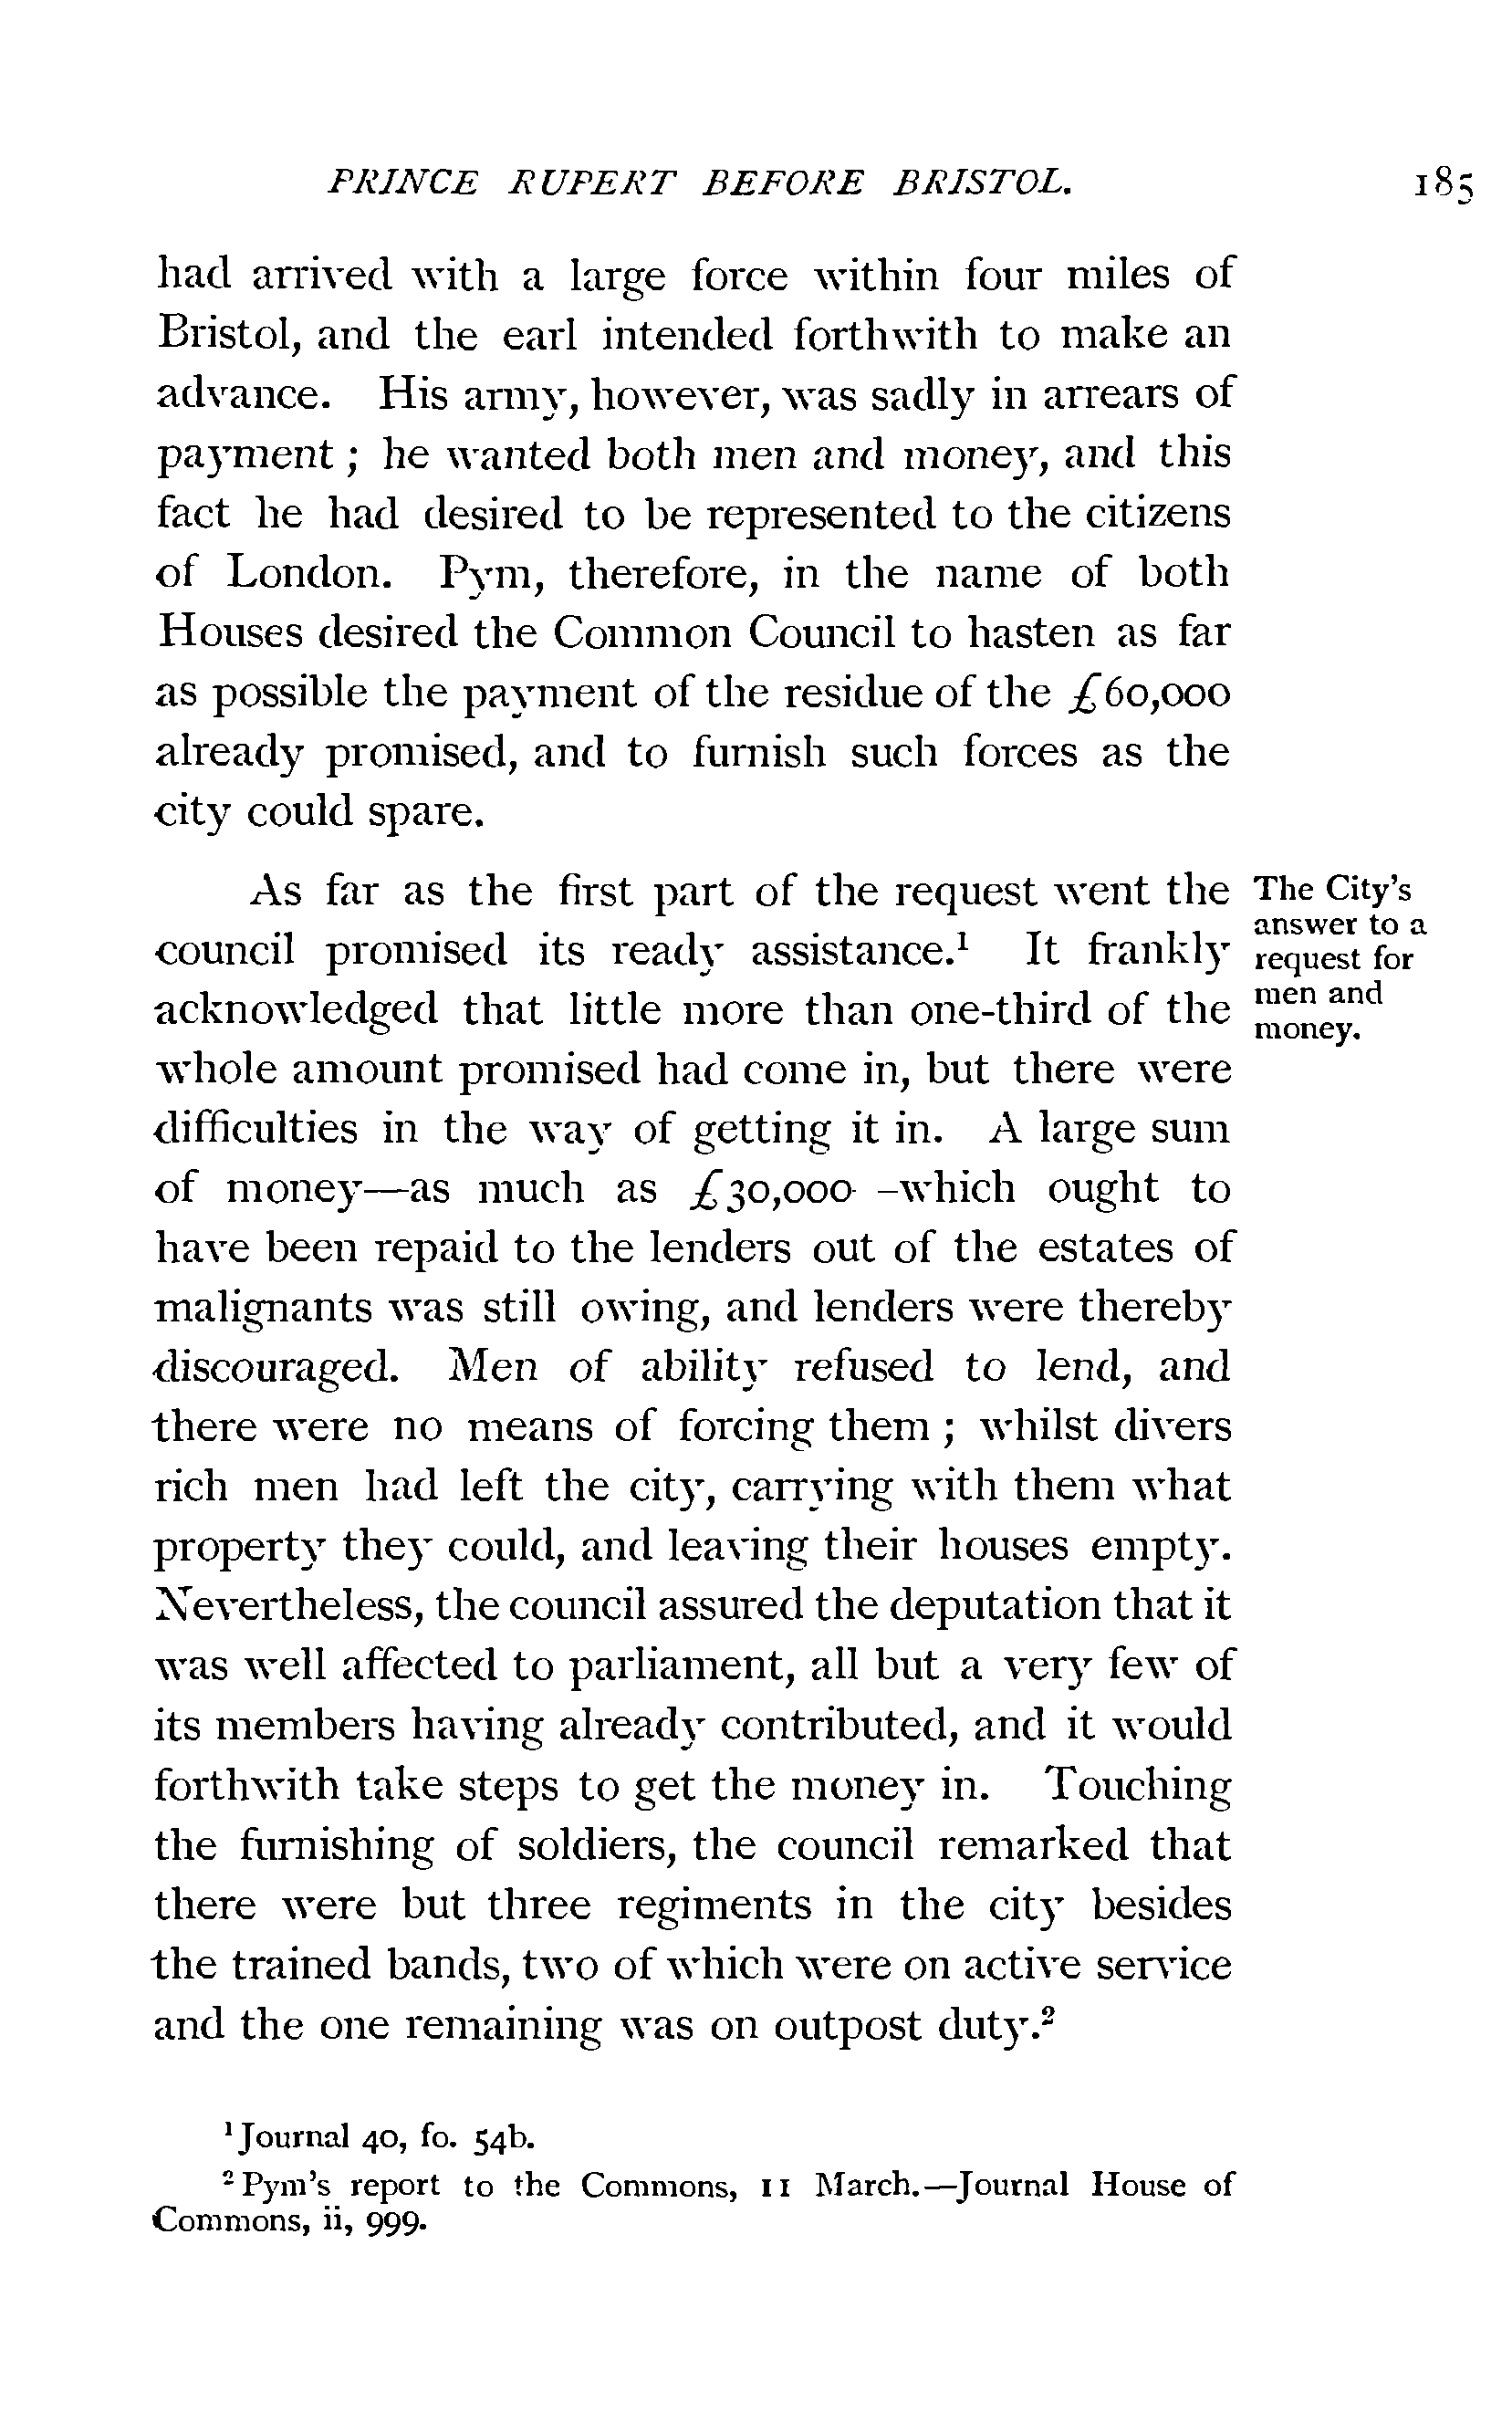 PRINCE RUPERT BEFORE BRISTOL. 185
had arrived with a large force within four miles of
Bristol, and the earl intended forthwith to make an
advance. His army, however, was sadly in arrears of
payment ; he wanted both men and money, and this
fact he had desired to be represented to the citizens
of London. Pym, therefore, in the name of both
Houses desired the Common Council to hasten as far
as possible the payment of the residue of the £60,000
already promised, and to furnish such forces as the
city could spare.
As far as the first part of the request went the
council promised its ready assistance.¹ It frankly
acknowledged that little more than one-third of the
whole amount promised had come in, but there were
difficulties in the way of getting it in. A large sum
of money—as much as £30,000 -which ought to
have been repaid to the lenders out of the estates of
malignants was still owing, and lenders were thereby
discouraged. Men of ability refused to lend, and
there were no means of forcing them ; whilst divers
rich men had left the city, carrying with them what
property they could, and leaving their houses empty.
Nevertheless, the council assured the deputation that it
was well affected to parliament, all but a very few of
its members having already contributed, and it would
forthwith take steps to get the money in. Touching
the furnishing of soldiers, the council remarked that
there were but three regiments in the city besides
the trained bands, two of which were on active service
and the one remaining was on outpost duty.²
The City's
answer to a
request for
men and
money.
¹ Journal 40, fo. 54b.
² Pym's report to the Commons, 11 March.—Journal House of
Commons, ii, 999.